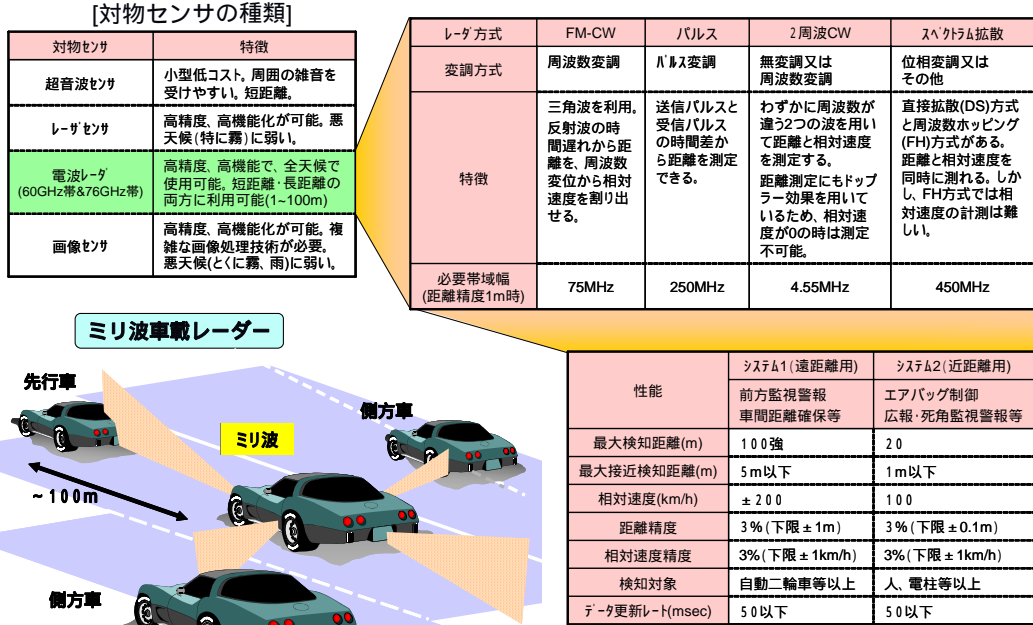 [対物センサの種類]
対物ｾﾝｻ
特徴
超音波ｾﾝｻ
小型低コスト。周囲の雑音を
受けやすい。短距離。
ﾚｰｻﾞｾﾝｻ
高精度、高機能化が可能。悪
天候(特に霧)に弱い。
電波ﾚｰﾀﾞ
(60GHz帯&76GHz帯)
高精度、高機能で、全天候で
使用可能。短距離・長距離の
両方に利用可能(1~100m)
画像ｾﾝｻ
高精度、高機能化が可能。複
雑な画像処理技術が必要。
悪天候(とくに霧、雨)に弱い。
ﾚｰﾀﾞ方式
FM-CW
パルス
2周波CW
ｽﾍﾟｸﾄﾗﾑ拡散
変調方式
周波数変調
ﾊﾟﾙｽ変調
無変調又は
周波数変調
位相変調又は
その他
特徴
三角波を利用。
反射波の時
間遅れから距
離を、周波数
変位から相対
速度を割り出
せる。
送信パルスと
受信パルス
の時間差か
ら距離を測定
できる。
わずかに周波数が
違う2つの波を用い
て距離と相対速度
を測定する。
距離測定にもドップ
ラー効果を用いて
いるため、相対速
度が0の時は測定
不可能。
直接拡散(DS)方式
と周波数ホッピング
(FH)方式がある。
距離と相対速度を
同時に測れる。しか
し、FH方式では相
対速度の計測は難
しい。
必要帯域幅
(距離精度1m時)
75MHz
250MHz
4.55MHz
450MHz
ミリ波車載レーダー
先行車
側方車
ミリ波
~100m
側方車
性能
ｼｽﾃﾑ1(遠距離用)
ｼｽﾃﾑ2(近距離用)
前方監視警報
車間距離確保等
エアバッグ制御
広報・死角監視警報等
最大検知距離(m)
100強
20
最大接近検知距離(m)
5m以下
1m以下
相対速度(km/h)
±200
100
距離精度
3%(下限±1m)
3%(下限±0.1m)
相対速度精度
3%(下限±1km/h)
3%(下限±1km/h)
検知対象
自動二輪車等以上
人、電柱等以上
ﾃﾞｰﾀ更新ﾚｰﾄ(msec)
50以下
50以下